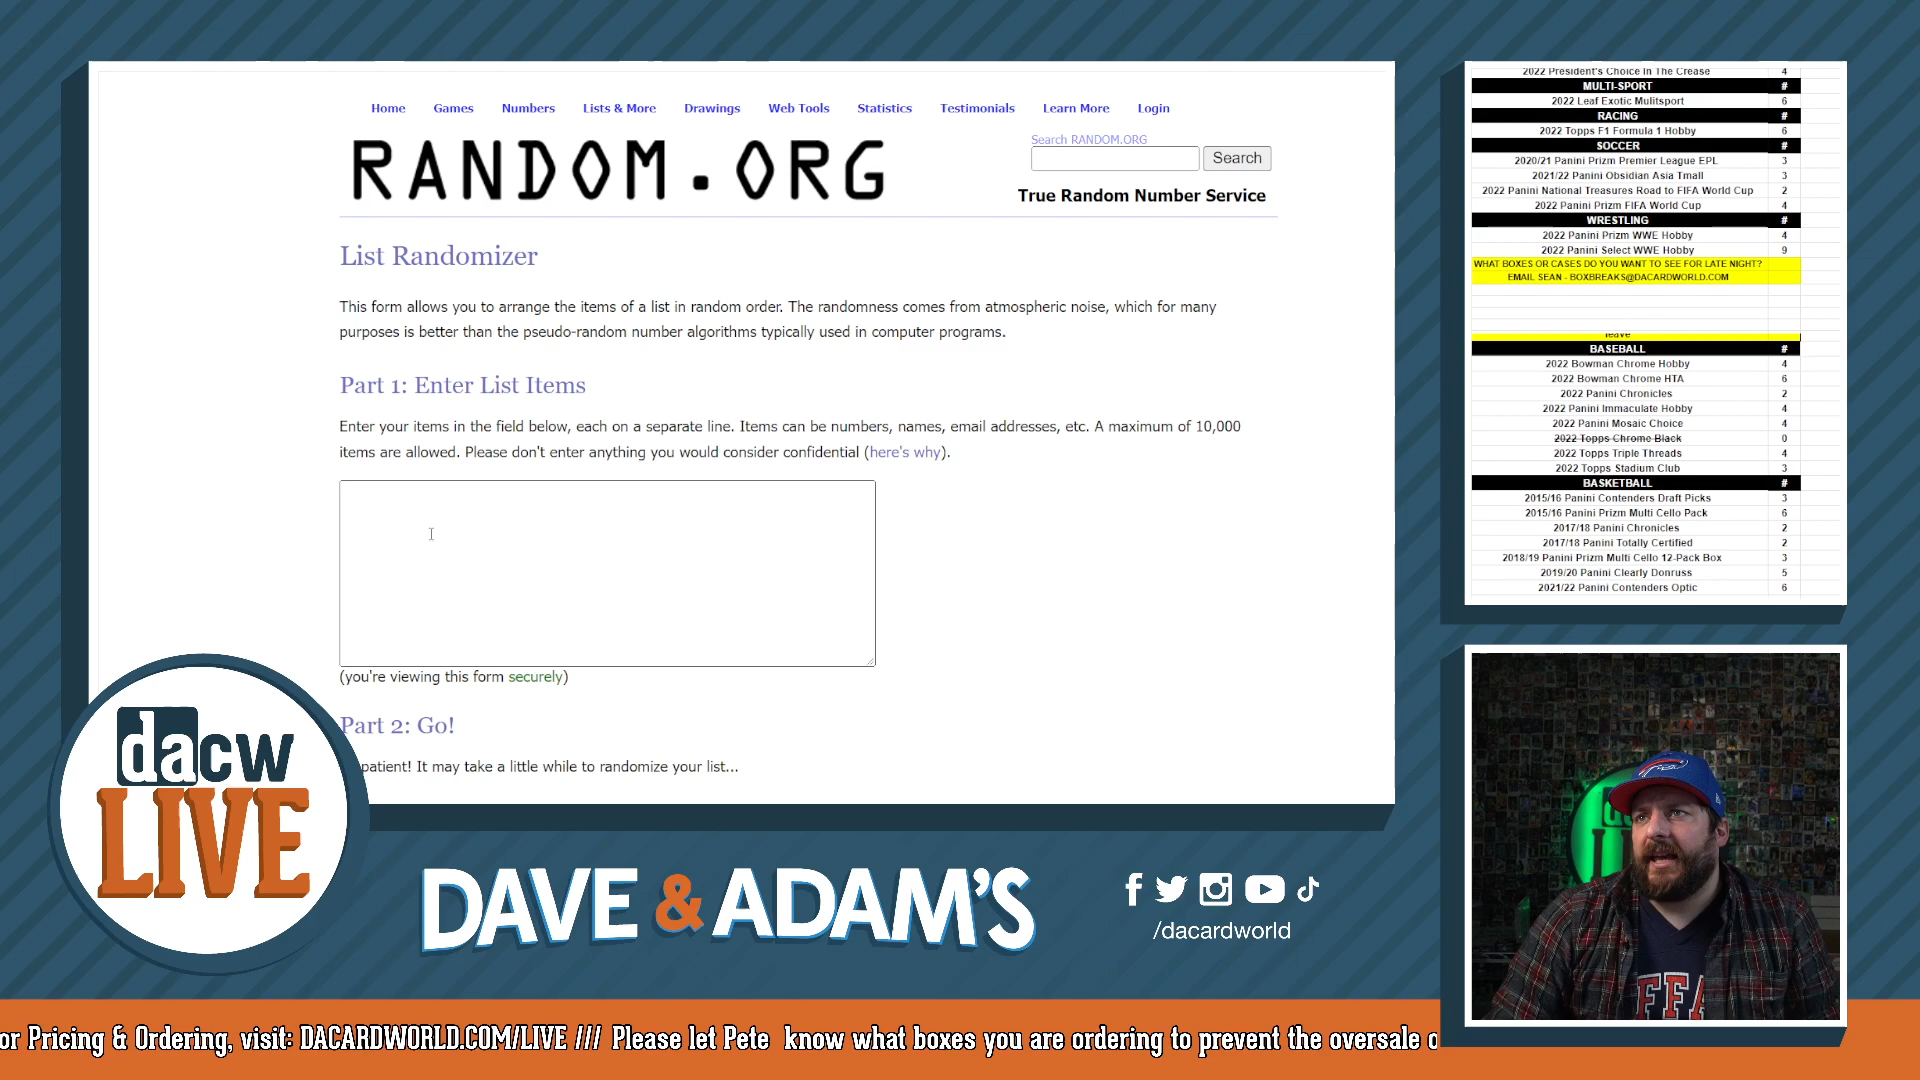 Home Games Numbers Lists & More Drawings Web Tools Statistics Testimonials Learn More Login
RANDOM.ORG
Search RANDOM.ORG
Search
True Random Number Service
List Randomizer
This form allows you to arrange the items of a list in random order. The randomness comes from atmospheric noise, which for many
purposes is better than the pseudo-random number algorithms typically used in computer programs.
Part 1: Enter List Items
Enter your items in the field below, each on a separate line. Items can be numbers, names, email addresses, etc. A maximum of 10,000
items are allowed. Please don't enter anything you would consider confidential (here's why).
(you're viewing this form securely)
Part 2: Go!
patient! It may take a little while to randomize your list...
2022 President's Choice In The Crease 4
MULTI-SPORT #
2022 Leaf Exotic Mulitsport 6
RACING #
2022 Topps F1 Formula 1 Hobby 6
SOCCER #
2020/21 Panini Prizm Premier League EPL 3
2021/22 Panini Obsidian Asia Tmall 3
2022 Panini National Treasures Road to FIFA World Cup 2
2022 Panini Prizm FIFA World Cup 4
WRESTLING #
2022 Panini Prizm WWE Hobby 4
2022 Panini Select WWE Hobby 9
WHAT BOXES OR CASES DO YOU WANT TO SEE FOR LATE NIGHT?
EMAIL SEAN - BOXBREAKS@DACARDWORLD.COM
leave
BASEBALL #
2022 Bowman Chrome Hobby 4
2022 Bowman Chrome HTA 6
2022 Panini Chronicles 2
2022 Panini Immaculate Hobby 4
2022 Panini Mosaic Choice 4
2022 Topps Chrome Black 0
2022 Topps Triple Threads 4
2022 Topps Stadium Club 3
BASKETBALL #
2015/16 Panini Contenders Draft Picks 3
2015/16 Panini Prizm Multi Cello Pack 6
2017/18 Panini Chronicles 2
2017/18 Panini Totally Certified 2
2018/19 Panini Prizm Multi Cello 12-Pack Box 3
2019/20 Panini Clearly Donruss 5
2021/22 Panini Contenders Optic 6
dacw
LIVE
DAVE & ADAM'S
/dacardworld
FFA
or Pricing & Ordering, visit: DACARDWORLD.COM/LIVE /// Please let Pete know what boxes you are ordering to prevent the oversale o